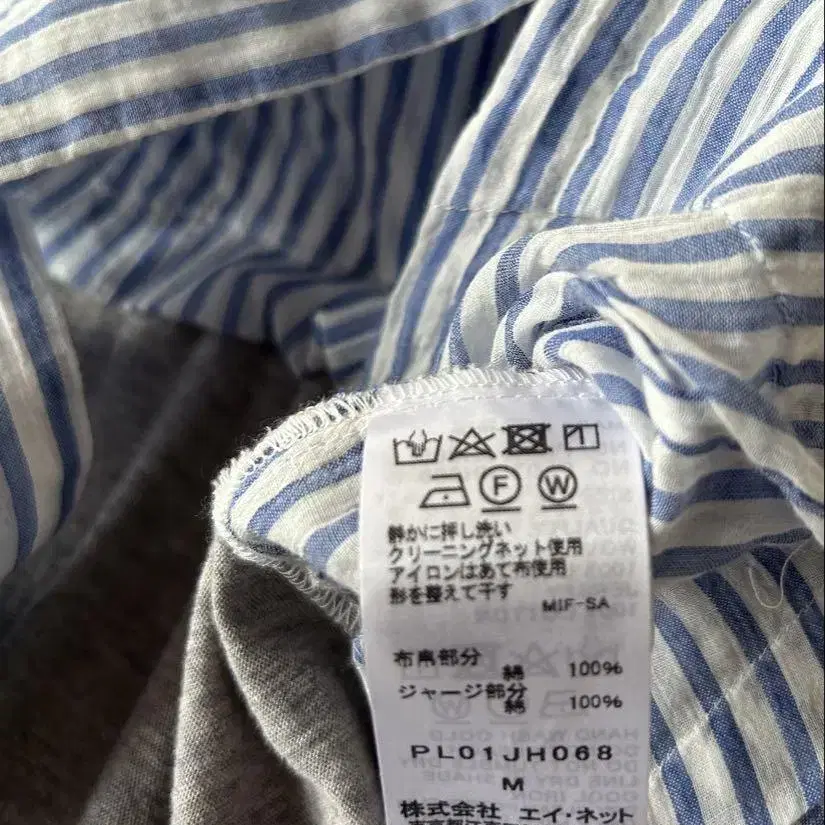 F W
静かに押し洗い
クリーニングネット使用
アイロンはあて布使用
形を整えて干す
MIF-SA
布帛部分
綿 100%
ジャージ部分
綿 100%
PL01JH068
M
株式会社 エイ・ネット